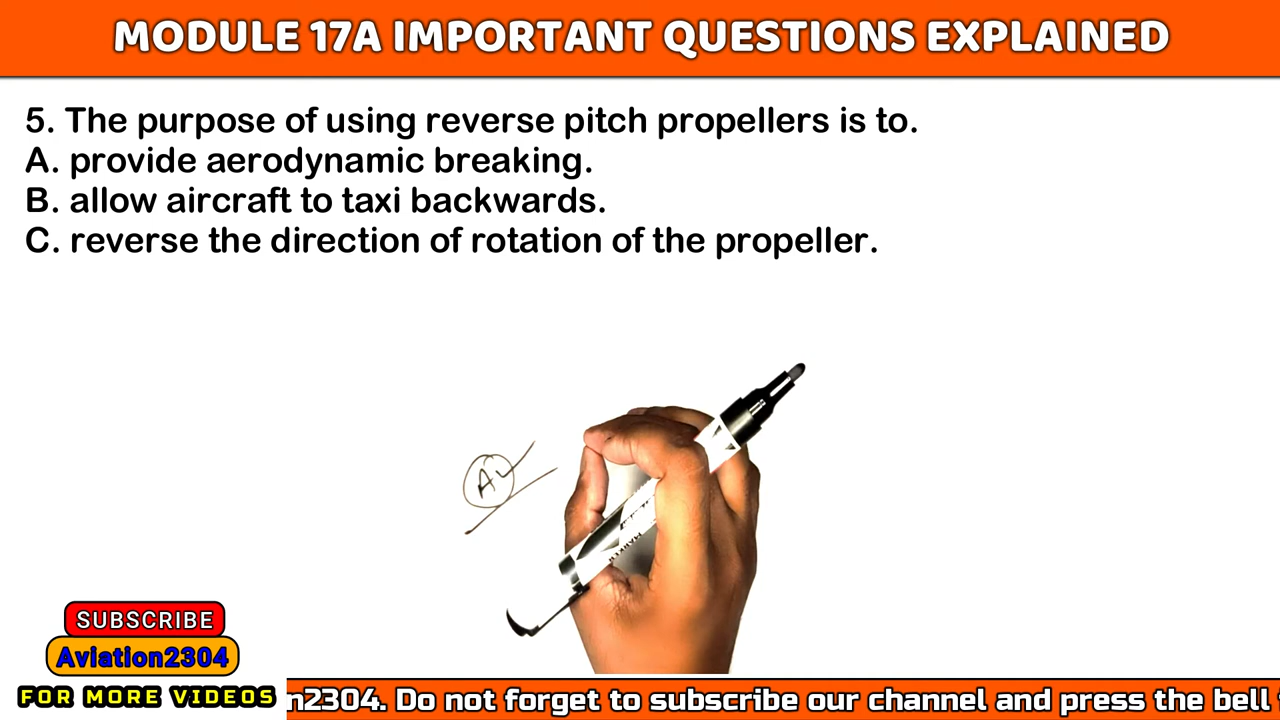 MODULE 17A IMPORTANT QUESTIONS EXPLAINED
5. The purpose of using reverse pitch propellers is to.
A. provide aerodynamic breaking.
B. allow aircraft to taxi backwards.
C. reverse the direction of rotation of the propeller.
A
SUBSCRIBE
Aviation2304
FOR MORE VIDEOS
n2304. Do not forget to subscribe our channel and press the bell